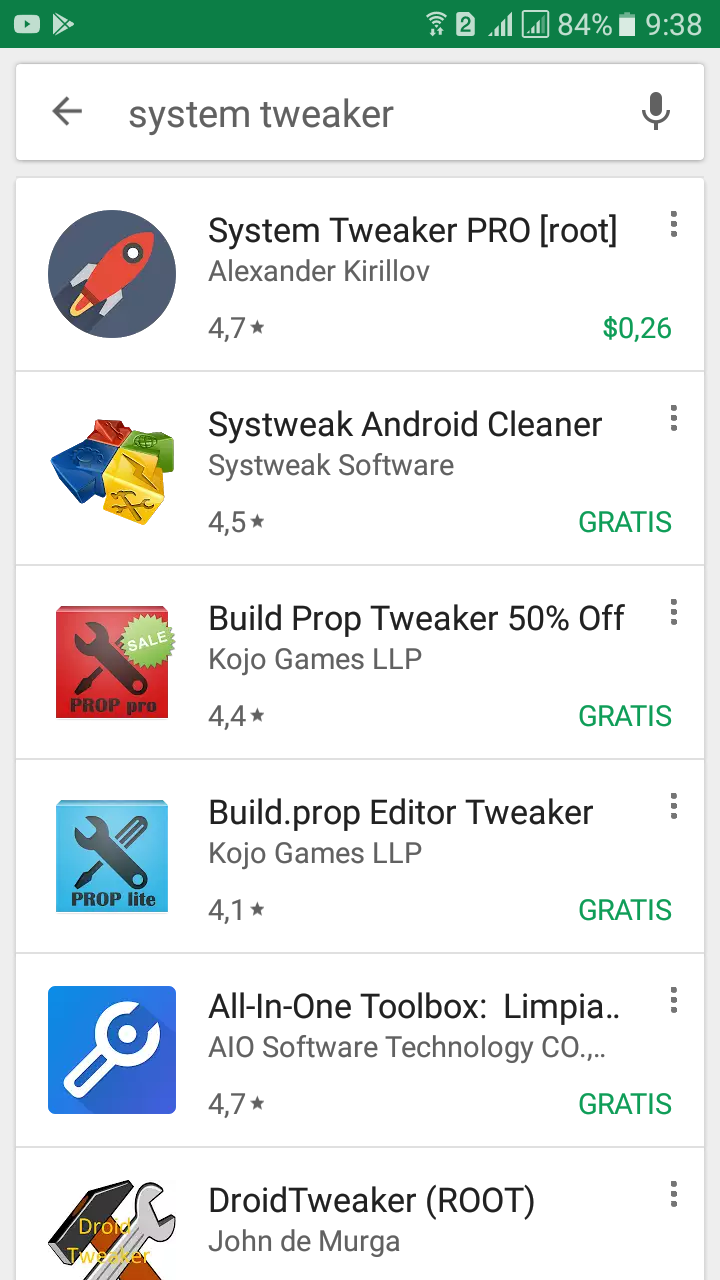 2 84% 9:38
system tweaker
System Tweaker PRO [root]
Alexander Kirillov
4,7
$0,26
Systweak Android Cleaner
Systweak Software
4,5
GRATIS
SALE
PROP pro
Build Prop Tweaker 50% Off
Kojo Games LLP
4,4
GRATIS
PROP lite
Build.prop Editor Tweaker
Kojo Games LLP
4,1
GRATIS
All-In-One Toolbox: Limpia..
AIO Software Technology CO.,..
4,7
GRATIS
Droid
Tweaker
DroidTweaker (ROOT)
John de Murga